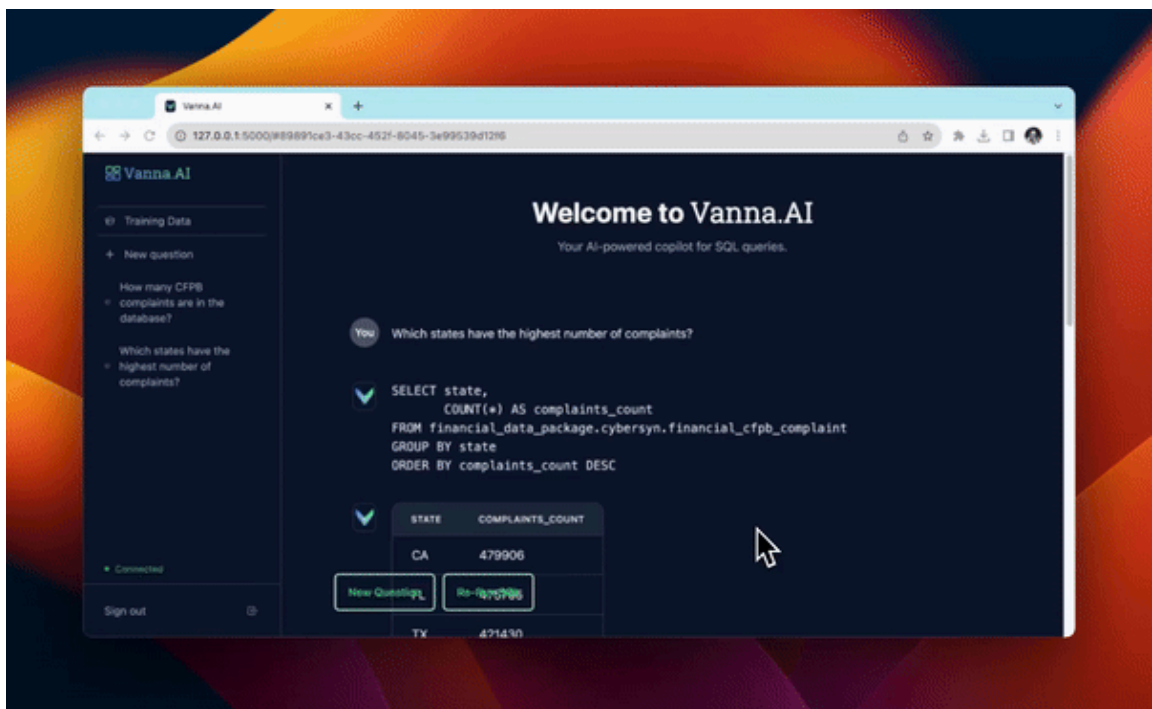 Vanna.AI
127.0.0.1:5000/#89891ce3-43cc-452f-8045-3e99539d12f6
Vanna.AI
Training Data
New question
How many CFPB
complaints are in the
database?
Which states have the
highest number of
complaints?
Connected
Sign out
Welcome to Vanna.AI
Your AI-powered copilot for SQL queries.
You
Which states have the highest number of complaints?
SELECT state,
COUNT(*) AS complaints_count
FROM financial_data_package.cybersyn.financial_cfpb_complaint
GROUP BY state
ORDER BY complaints_count DESC
STATE COMPLAINTS_COUNT
CA 479906
New Question
FL
TX 421430